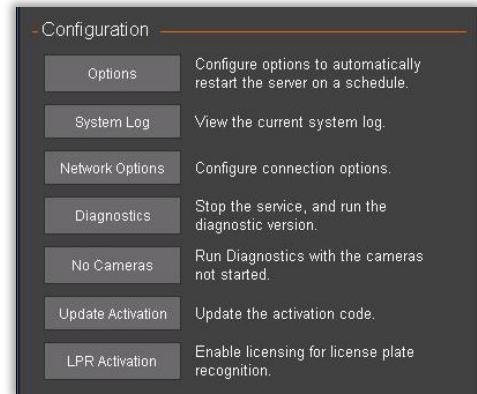 Configuration
Options
Configure options to automatically
restart the server on a schedule.
System Log
View the current system log.
Network Options
Configure connection options.
Diagnostics
Stop the service, and run the
diagnostic version.
No Cameras
Run Diagnostics with the cameras
not started.
Update Activation
Update the activation code.
LPR Activation
Enable licensing for license plate
recognition.